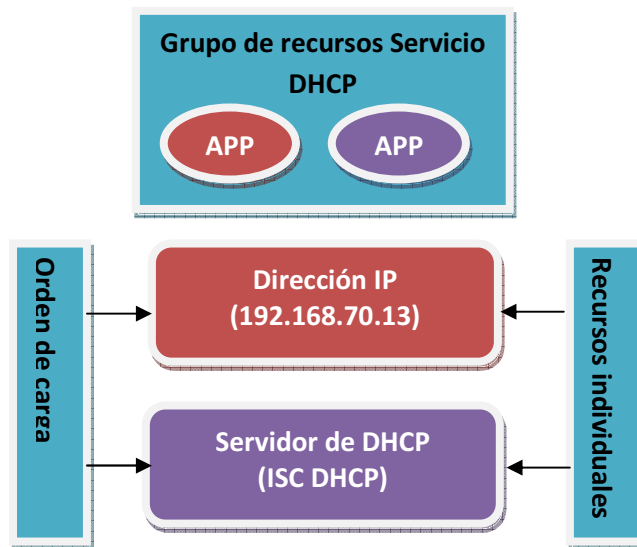 Grupo de recursos Servicio
DHCP
APP
APP
Orden de carga
Dirección IP
(192.168.70.13)
Servidor de DHCP
(ISC DHCP)
Recursos individuales